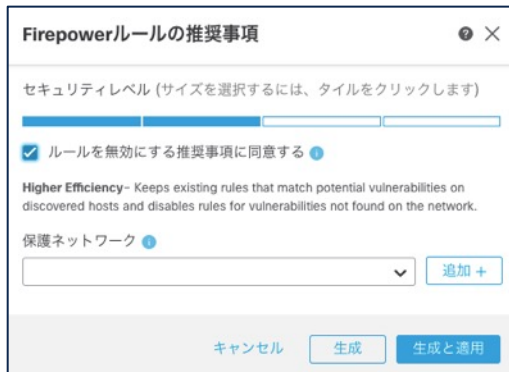 Firepowerルールの推奨事項
セキュリティレベル (サイズを選択するには、タイルをクリックします)
ルールを無効にする推奨事項に同意する
Higher Efficiency– Keeps existing rules that match potential vulnerabilities on
discovered hosts and disables rules for vulnerabilities not found on the network.
保護ネットワーク
追加 +
キャンセル 生成 生成と適用